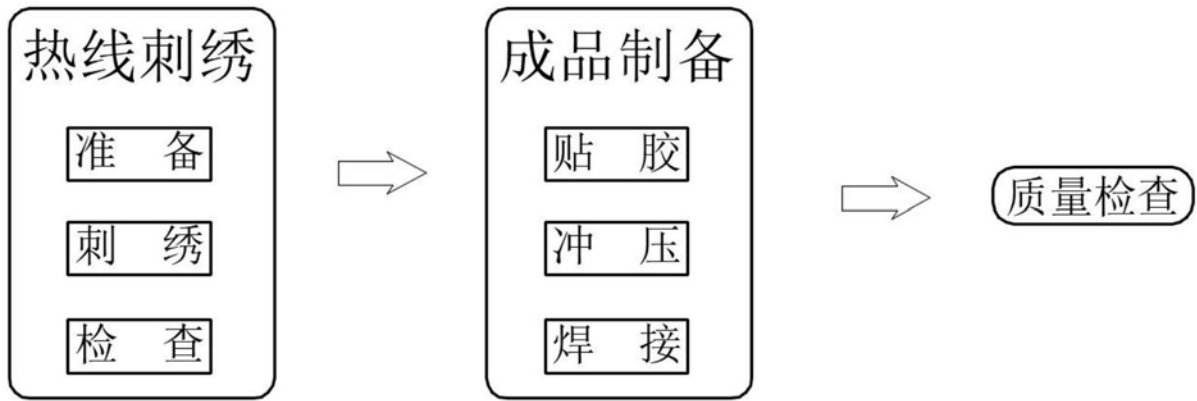 热线刺绣
准 备
刺 绣
检 查
成品制备
贴 胶
冲 压
焊 接
质量检查